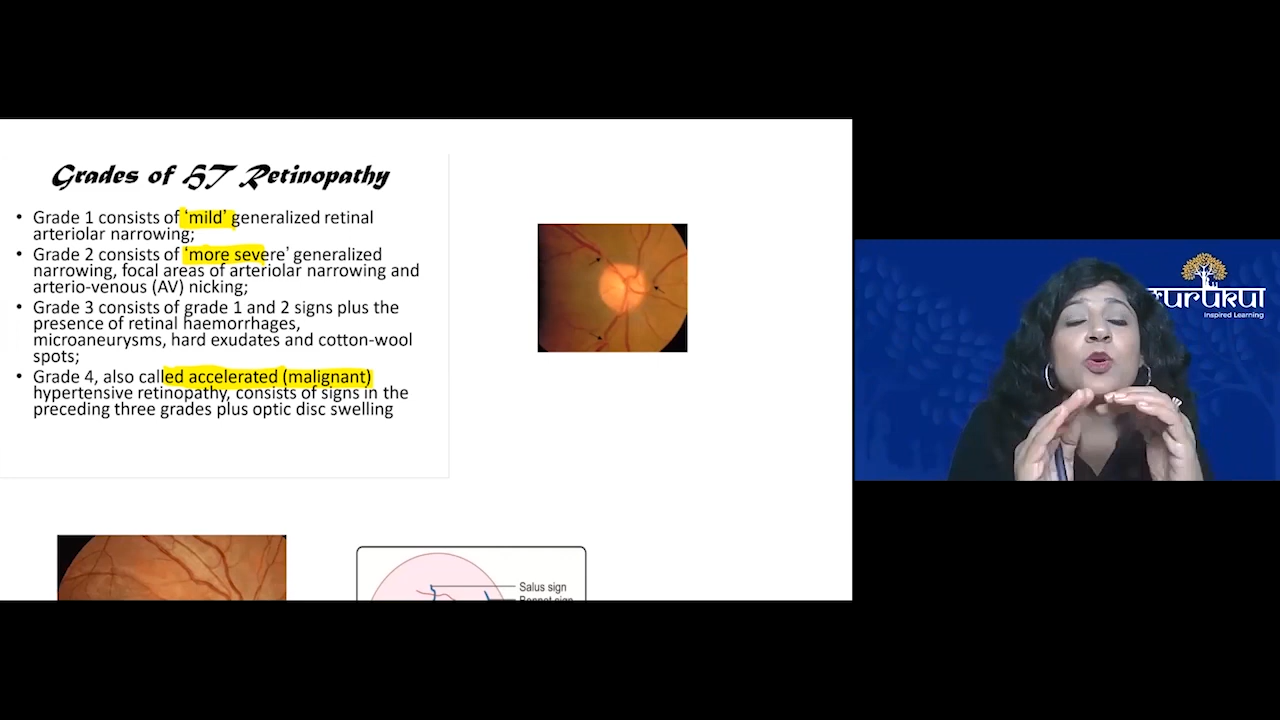 Grades of HT Retinopathy
• Grade 1 consists of 'mild' generalized retinal
arteriolar narrowing;
• Grade 2 consists of 'more severe' generalized
narrowing, focal areas of arteriolar narrowing and
arterio-venous (AV) nicking;
• Grade 3 consists of grade 1 and 2 signs plus the
presence of retinal haemorrhages,
microaneurysms, hard exudates and cotton-wool
spots;
• Grade 4, also called accelerated (malignant)
hypertensive retinopathy, consists of signs in the
preceding three grades plus optic disc swelling
Salus sign
sign
Inspired Learning